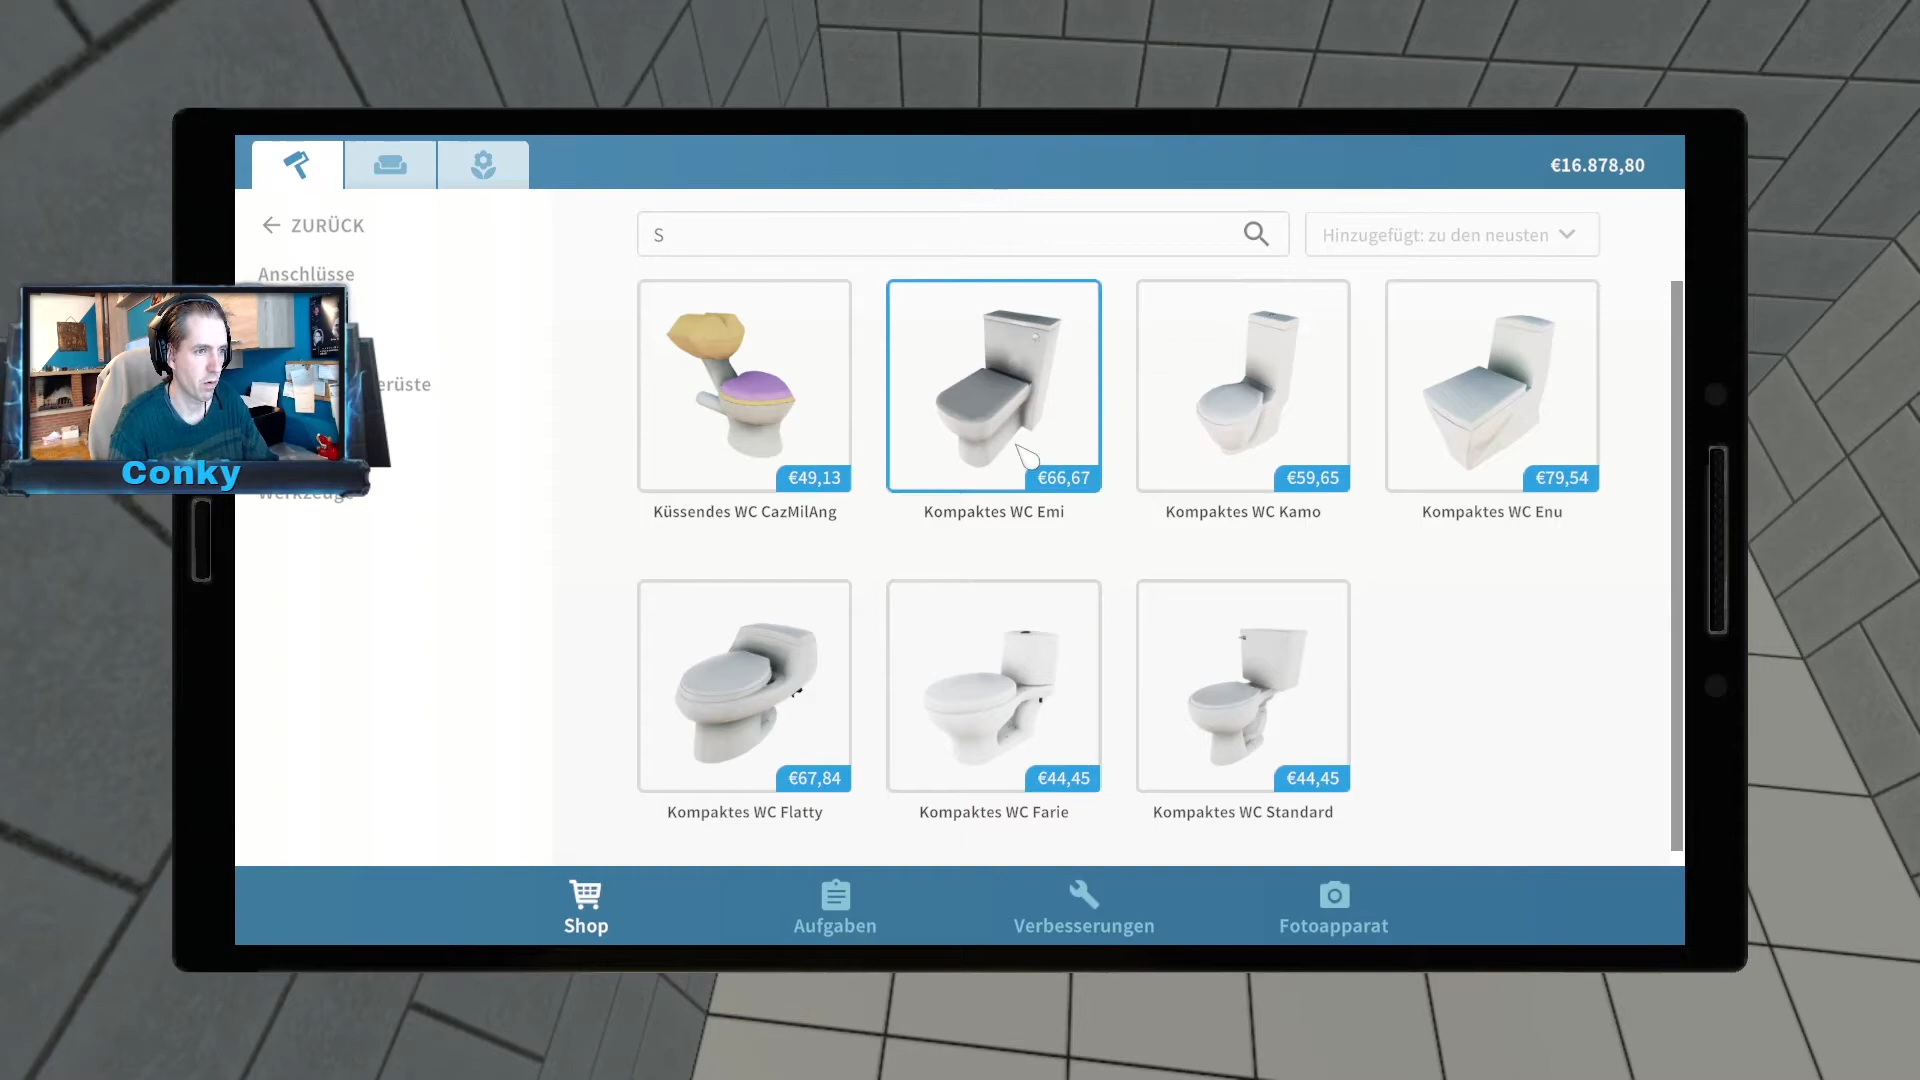 €16.878,80
ZURÜCK
S
Hinzugefügt: zu den neusten
Anschlüsse
erüste
Conky
€49,13
€66,67
€59,65
€79,54
Küssendes WC CazMilAng
Kompaktes WC Emi
Kompaktes WC Kamo
Kompaktes WC Enu
€67,84
€44,45
€44,45
Kompaktes WC Flatty
Kompaktes WC Farie
Kompaktes WC Standard
Shop
Aufgaben
Verbesserungen
Fotoapparat